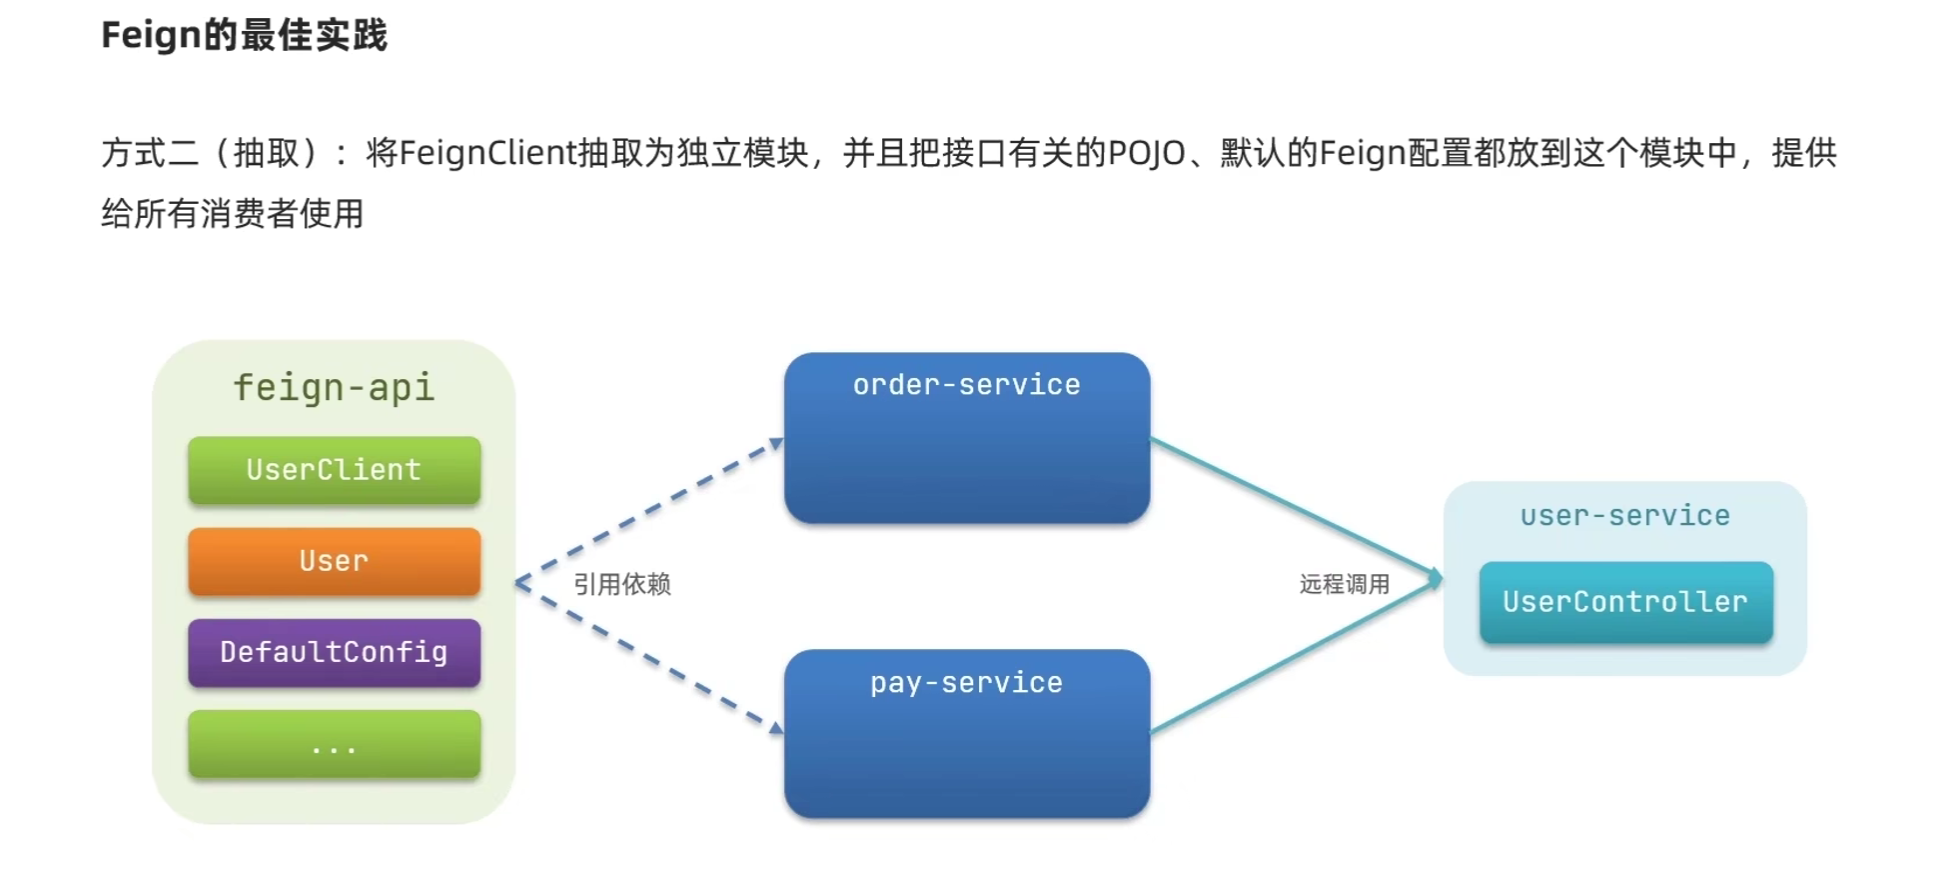 Feign的最佳实践
方式二（抽取）：将FeignClient抽取为独立模块，并且把接口有关的POJO、默认的Feign配置都放到这个模块中，提供
给所有消费者使用
feign-api
UserClient
User
DefaultConfig
...
引用依赖
order-service
pay-service
远程调用
user-service
UserController